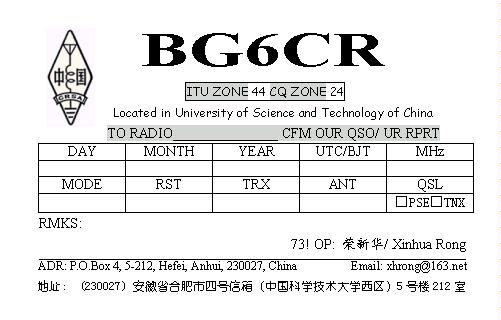 BG6CR
中国
CRSA
ITU ZONE 44 CQ ZONE 24
Located in University of Science and Technology of China
TO RADIO_______________ CFM OUR QSO/ UR RPRT
DAY MONTH YEAR UTC/BJT MHz
MODE RST TRX ANT QSL
□PSE□TNX
RMKS:
73! OP: 荣新华/ Xinhua Rong
ADR: P.O.Box 4, 5-212, Hefei, Anhui, 230027, China Email: xhrong@163.net
地址: (230027) 安徽省合肥市四号信箱 (中国科学技术大学西区) 5 号楼 212 室